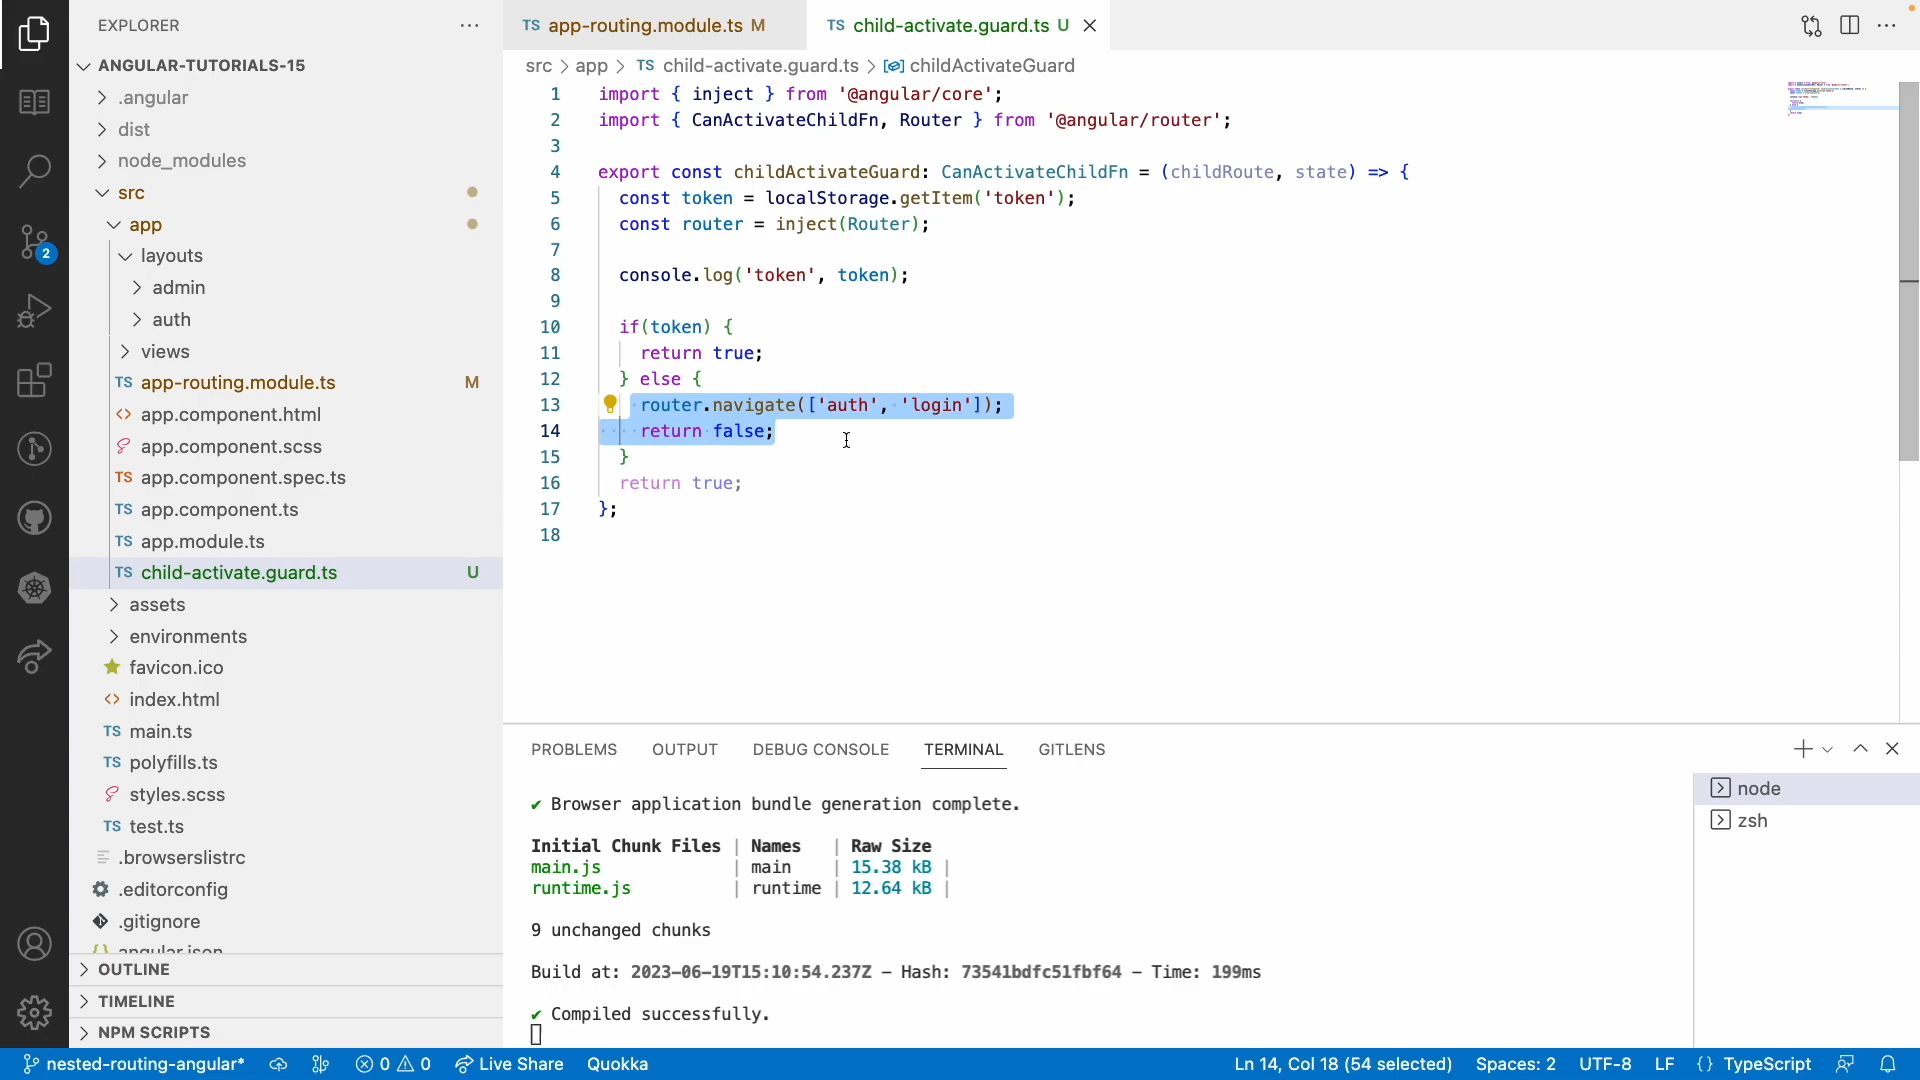 EXPLORER
ANGULAR-TUTORIALS-15
.angular
dist
node_modules
src
app
layouts
admin
auth
views
TS app-routing.module.ts M
<> app.component.html
app.component.scss
TS app.component.spec.ts
TS app.component.ts
TS app.module.ts
TS child-activate.guard.ts U
assets
environments
favicon.ico
<> index.html
TS main.ts
TS polyfills.ts
styles.scss
TS test.ts
.browserslistrc
.editorconfig
.gitignore
{} angular.json
OUTLINE
TIMELINE
NPM SCRIPTS
2
TS app-routing.module.ts M
TS child-activate.guard.ts U
src > app > TS child-activate.guard.ts > childActivateGuard
1 import { inject } from '@angular/core';
2 import { CanActivateChildFn, Router } from '@angular/router';
3
4 export const childActivateGuard: CanActivateChildFn = (childRoute, state) => {
5 const token = localStorage.getItem('token');
6 const router = inject(Router);
7
8 console.log('token', token);
9
10 if(token) {
11 return true;
12 } else {
13 router.navigate(['auth', 'login']);
14 return false;
15 }
16 return true;
17 };
18
PROBLEMS OUTPUT DEBUG CONSOLE TERMINAL GITLENS
✔ Browser application bundle generation complete.
Initial Chunk Files | Names | Raw Size
main.js | main | 15.38 kB |
runtime.js | runtime | 12.64 kB |
9 unchanged chunks
Build at: 2023-06-19T15:10:54.237Z - Hash: 73541bdfc51fbf64 - Time: 199ms
✔ Compiled successfully.
node
zsh
nested-routing-angular* 0 0 Live Share Quokka Ln 14, Col 18 (54 selected) Spaces: 2 UTF-8 LF {} TypeScript